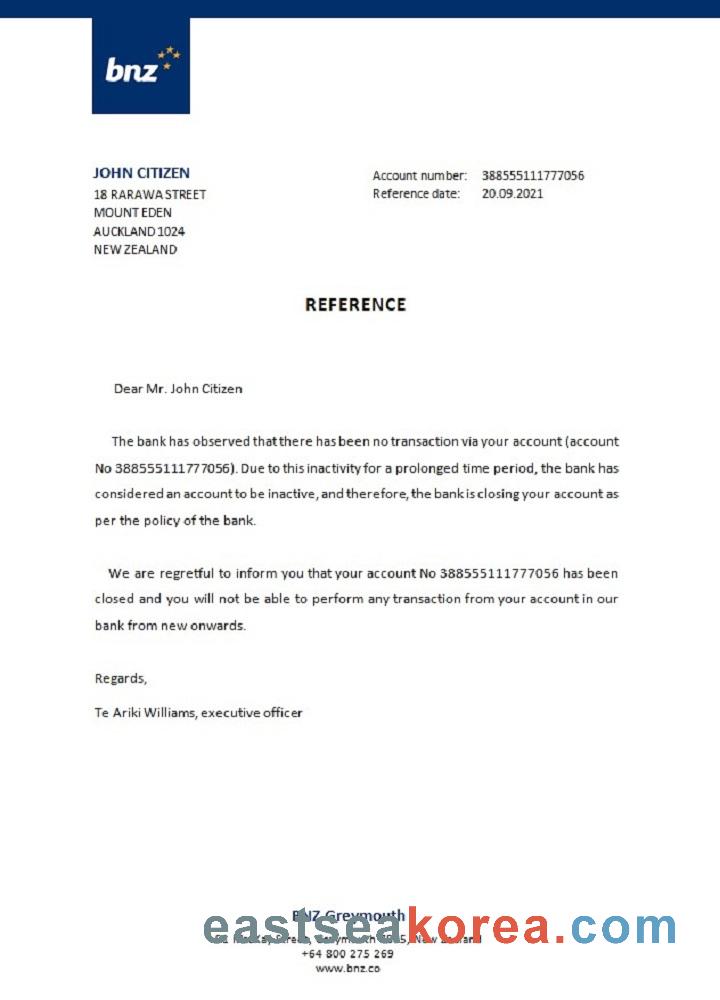 bnz
JOHN CITIZEN
18 RARAWA STREET
MOUNT EDEN
AUCKLAND 1024
NEW ZEALAND
Account number: 388555111777056
Reference date: 20.09.2021
REFERENCE
Dear Mr. John Citizen
The bank has observed that there has been no transaction via your account (account
No 388555111777056). Due to this inactivity for a prolonged time period, the bank has
considered an account to be inactive, and therefore, the bank is closing your account as
per the policy of the bank.
We are regretful to inform you that your account No 388555111777056 has been
closed and you will not be able to perform any transaction from your account in our
bank from new onwards.
Regards,
Te Ariki Williams, executive officer
BNZ Greymouth
eastseakorea.com
New Zealand
+64 800 275 269
www.bnz.co